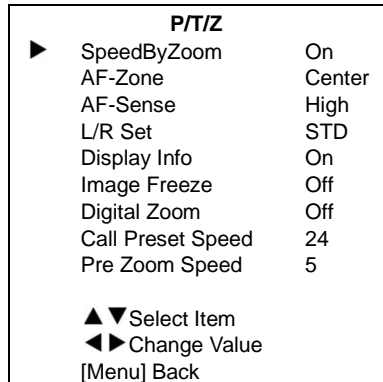 P/T/Z
▶ SpeedByZoom On
AF-Zone Center
AF-Sense High
L/R Set STD
Display Info On
Image Freeze Off
Digital Zoom Off
Call Preset Speed 24
Pre Zoom Speed 5
▲▼Select Item
◀▶Change Value
[Menu] Back